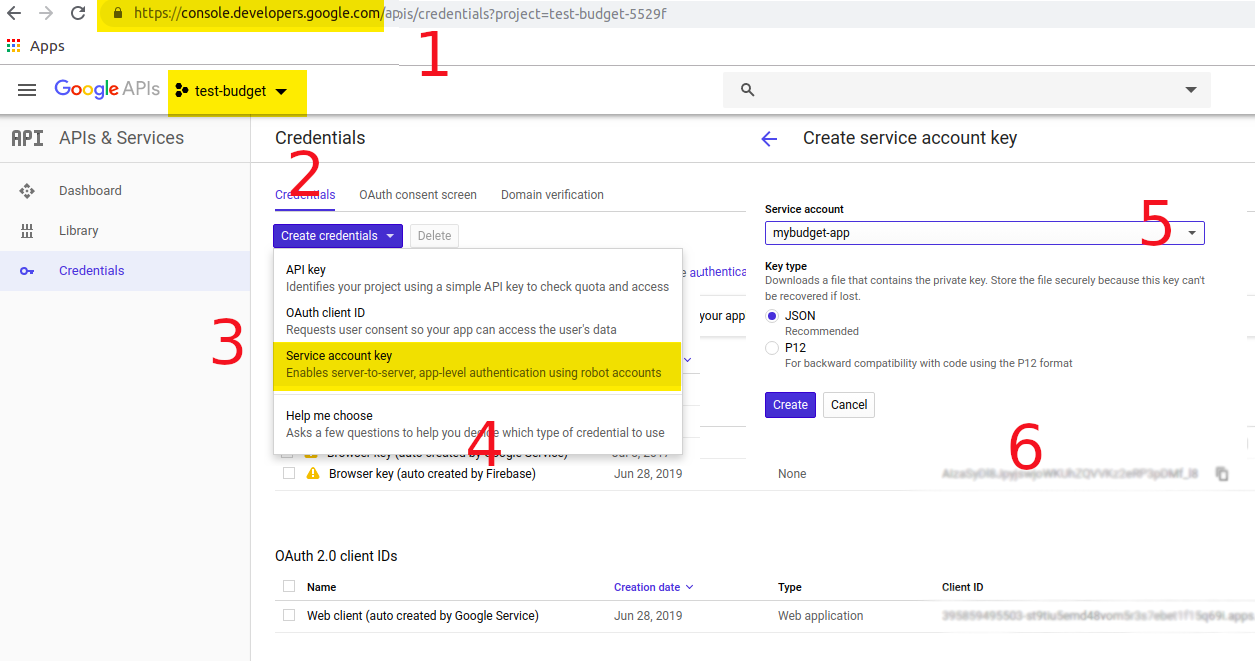 https://console.developers.google.com/apis/credentials?project=test-budget-5529f
1
Apps
Google APIs
test-budget
API APIs & Services
Dashboard
Library
Credentials
3
Credentials
2
Credentials OAuth consent screen Domain verification
Create credentials Delete
API key
Identifies your project using a simple API key to check quota and access
OAuth client ID
Requests user consent so your app can access the user's data
Service account key
Enables server-to-server, app-level authentication using robot accounts
Help me choose
Asks a few questions to help you decide which type of credential to use
4
your app
Create service account key
Service account
mybudget-app
5
Key type
Downloads a file that contains the private key. Store the file securely because this key can't
be recovered if lost.
JSON
Recommended
P12
For backward compatibility with code using the P12 format
Create Cancel
6
Browser key (auto created by Google Service)
Browser key (auto created by Firebase) Jun 28, 2019 None
OAuth 2.0 client IDs
Name Creation date Type Client ID
Web client (auto created by Google Service) Jun 28, 2019 Web application